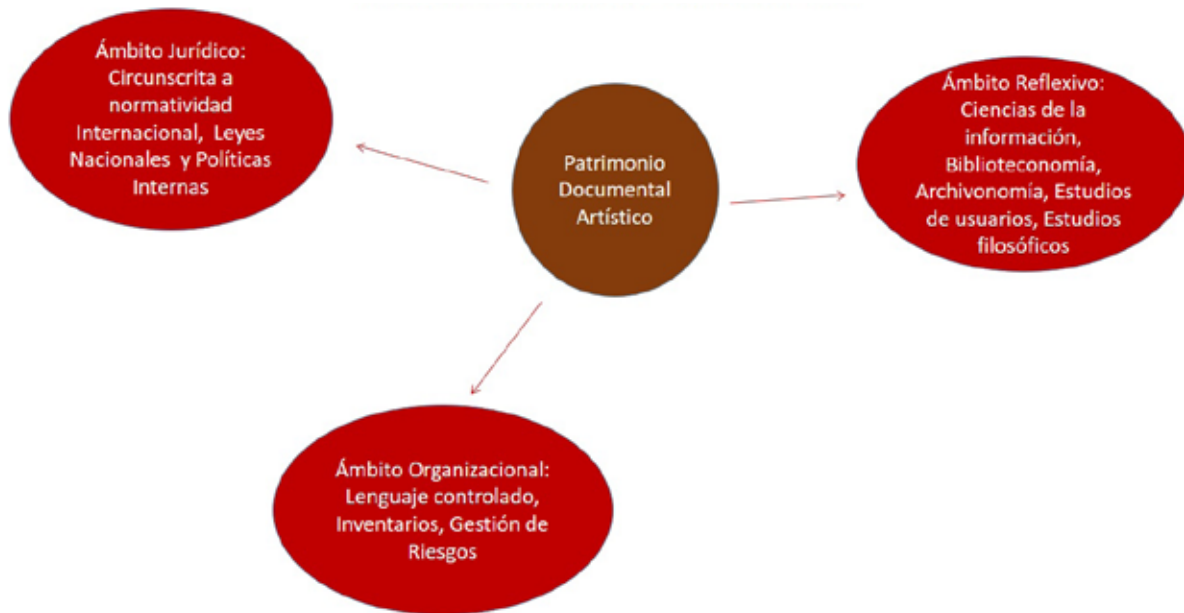 Ámbito Jurídico:
Circunscrita a
normatividad
Internacional, Leyes
Nacionales y Políticas
Internas
Patrimonio
Documental
Artístico
Ámbito Reflexivo:
Ciencias de la
información,
Biblioteconomía,
Archivonomía, Estudios
de usuarios, Estudios
filosóficos
Ámbito Organizacional:
Lenguaje controlado,
Inventarios, Gestión de
Riesgos